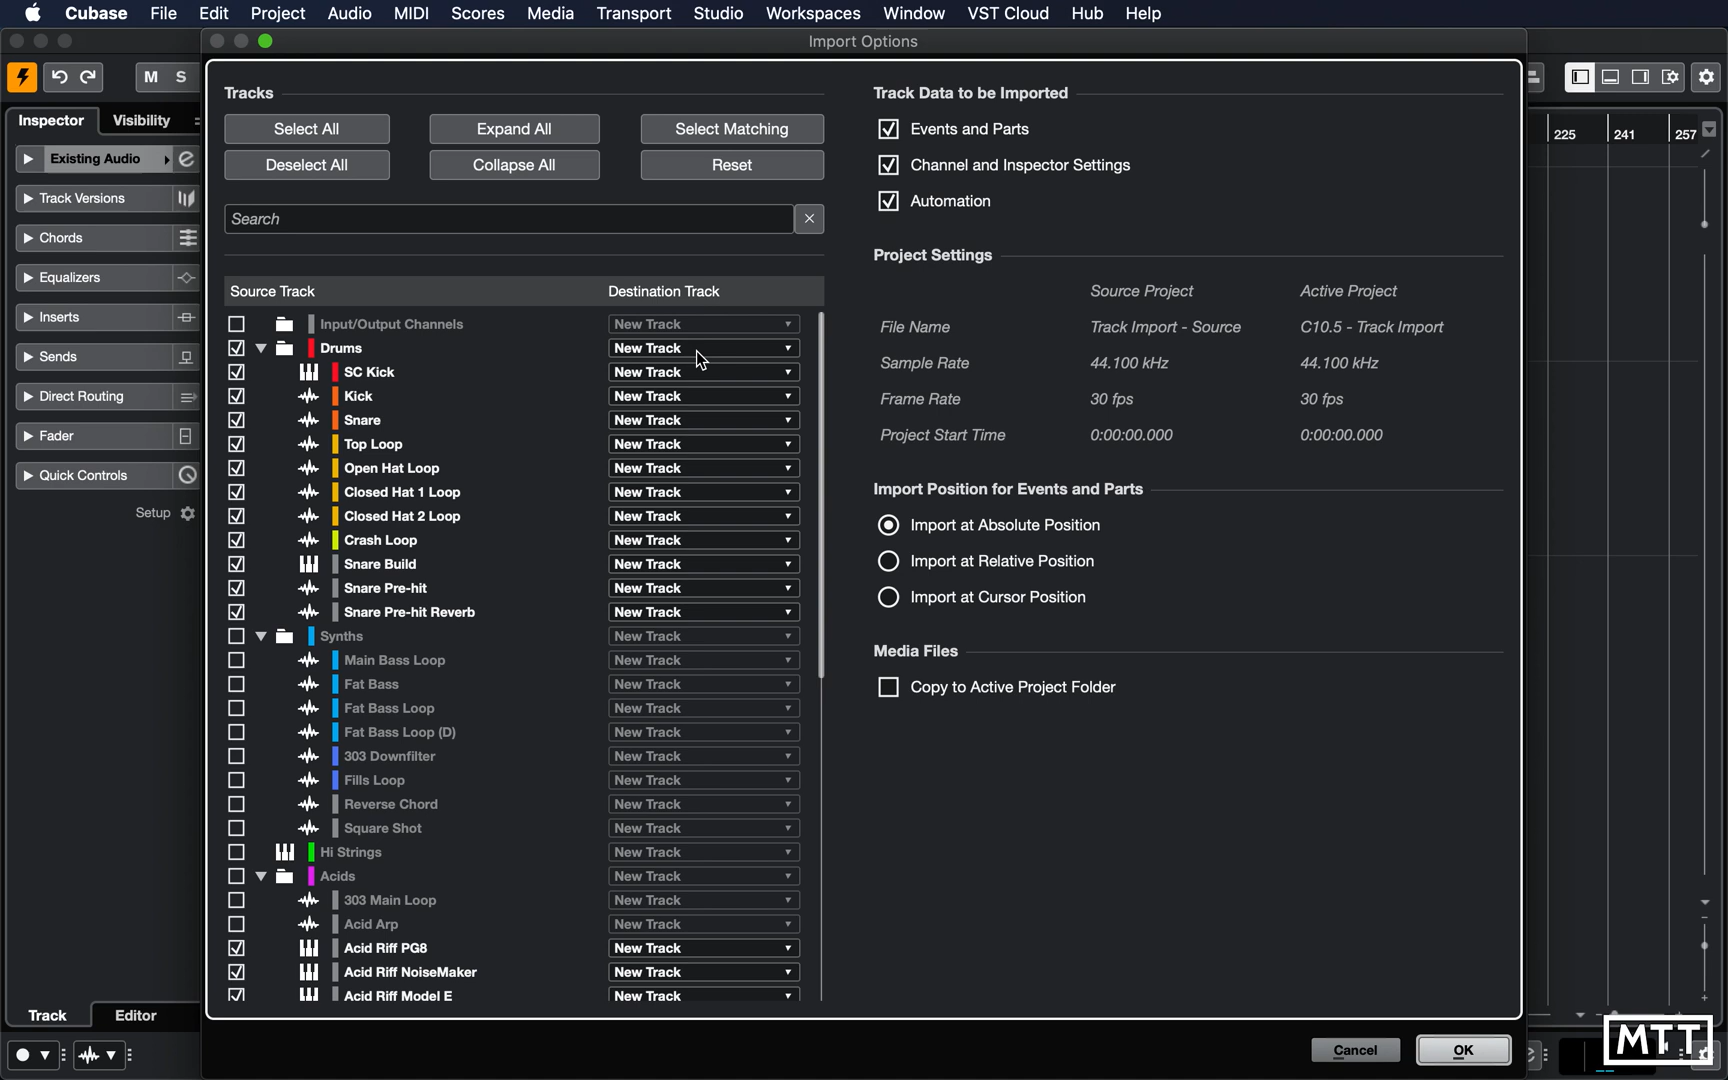 Cubase File Edit Project Audio MIDI Scores Media Transport Studio Workspaces Window VST Cloud Hub Help
Import Options
M S
Inspector Visibility
Existing Audio
Track Versions
Chords
Equalizers
Inserts
Sends
Direct Routing
Fader
Quick Controls
Setup
Track Editor
Tracks
Select All Expand All Select Matching
Deselect All Collapse All Reset
Search
Source Track Destination Track
Input/Output Channels New Track
Drums New Track
SC Kick New Track
Kick New Track
Snare New Track
Top Loop New Track
Open Hat Loop New Track
Closed Hat 1 Loop New Track
Closed Hat 2 Loop New Track
Crash Loop New Track
Snare Build New Track
Snare Pre-hit New Track
Snare Pre-hit Reverb New Track
Synths New Track
Main Bass Loop New Track
Fat Bass New Track
Fat Bass Loop New Track
Fat Bass Loop (D) New Track
303 Downfilter New Track
Fills Loop New Track
Reverse Chord New Track
Square Shot New Track
Hi Strings New Track
Acids New Track
303 Main Loop New Track
Acid Arp New Track
Acid Riff PG8 New Track
Acid Riff NoiseMaker New Track
Acid Riff Model E New Track
Track Data to be Imported
Events and Parts
Channel and Inspector Settings
Automation
Project Settings
Source Project Active Project
File Name Track Import - Source C10.5 - Track Import
Sample Rate 44.100 kHz 44.100 kHz
Frame Rate 30 fps 30 fps
Project Start Time 0:00:00.000 0:00:00.000
Import Position for Events and Parts
Import at Absolute Position
Import at Relative Position
Import at Cursor Position
Media Files
Copy to Active Project Folder
Cancel OK
225 241 257
MTT